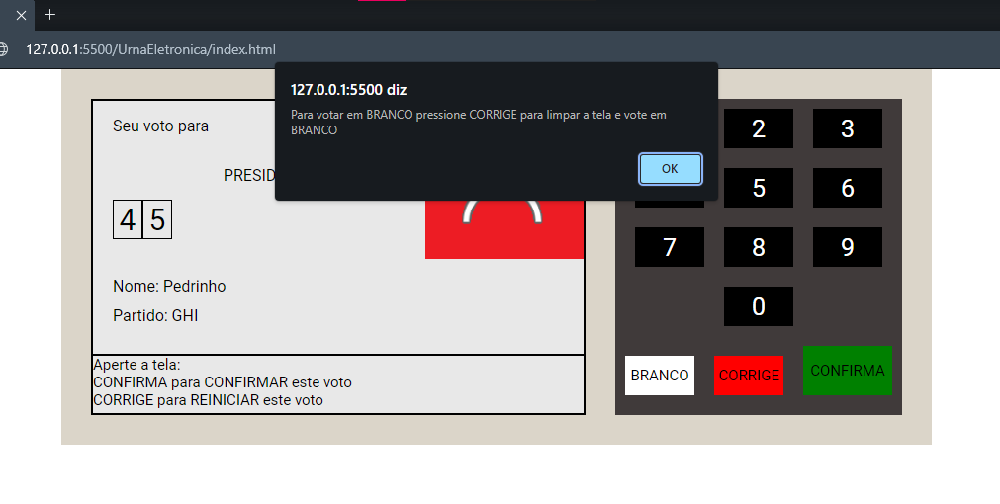 127.0.0.1:5500/UrnaEletronica/index.html
127.0.0.1:5500 diz
Para votar em BRANCO pressione CORRIGE para limpar a tela e vote em
BRANCO
OK
Seu voto para
45
Nome: Pedrinho
Partido: GHI
Aperte a tela:
CONFIRMA para CONFIRMAR este voto
CORRIGE para REINICIAR este voto
2 3
5 6
7 8 9
0
BRANCO CORRIGE CONFIRMA